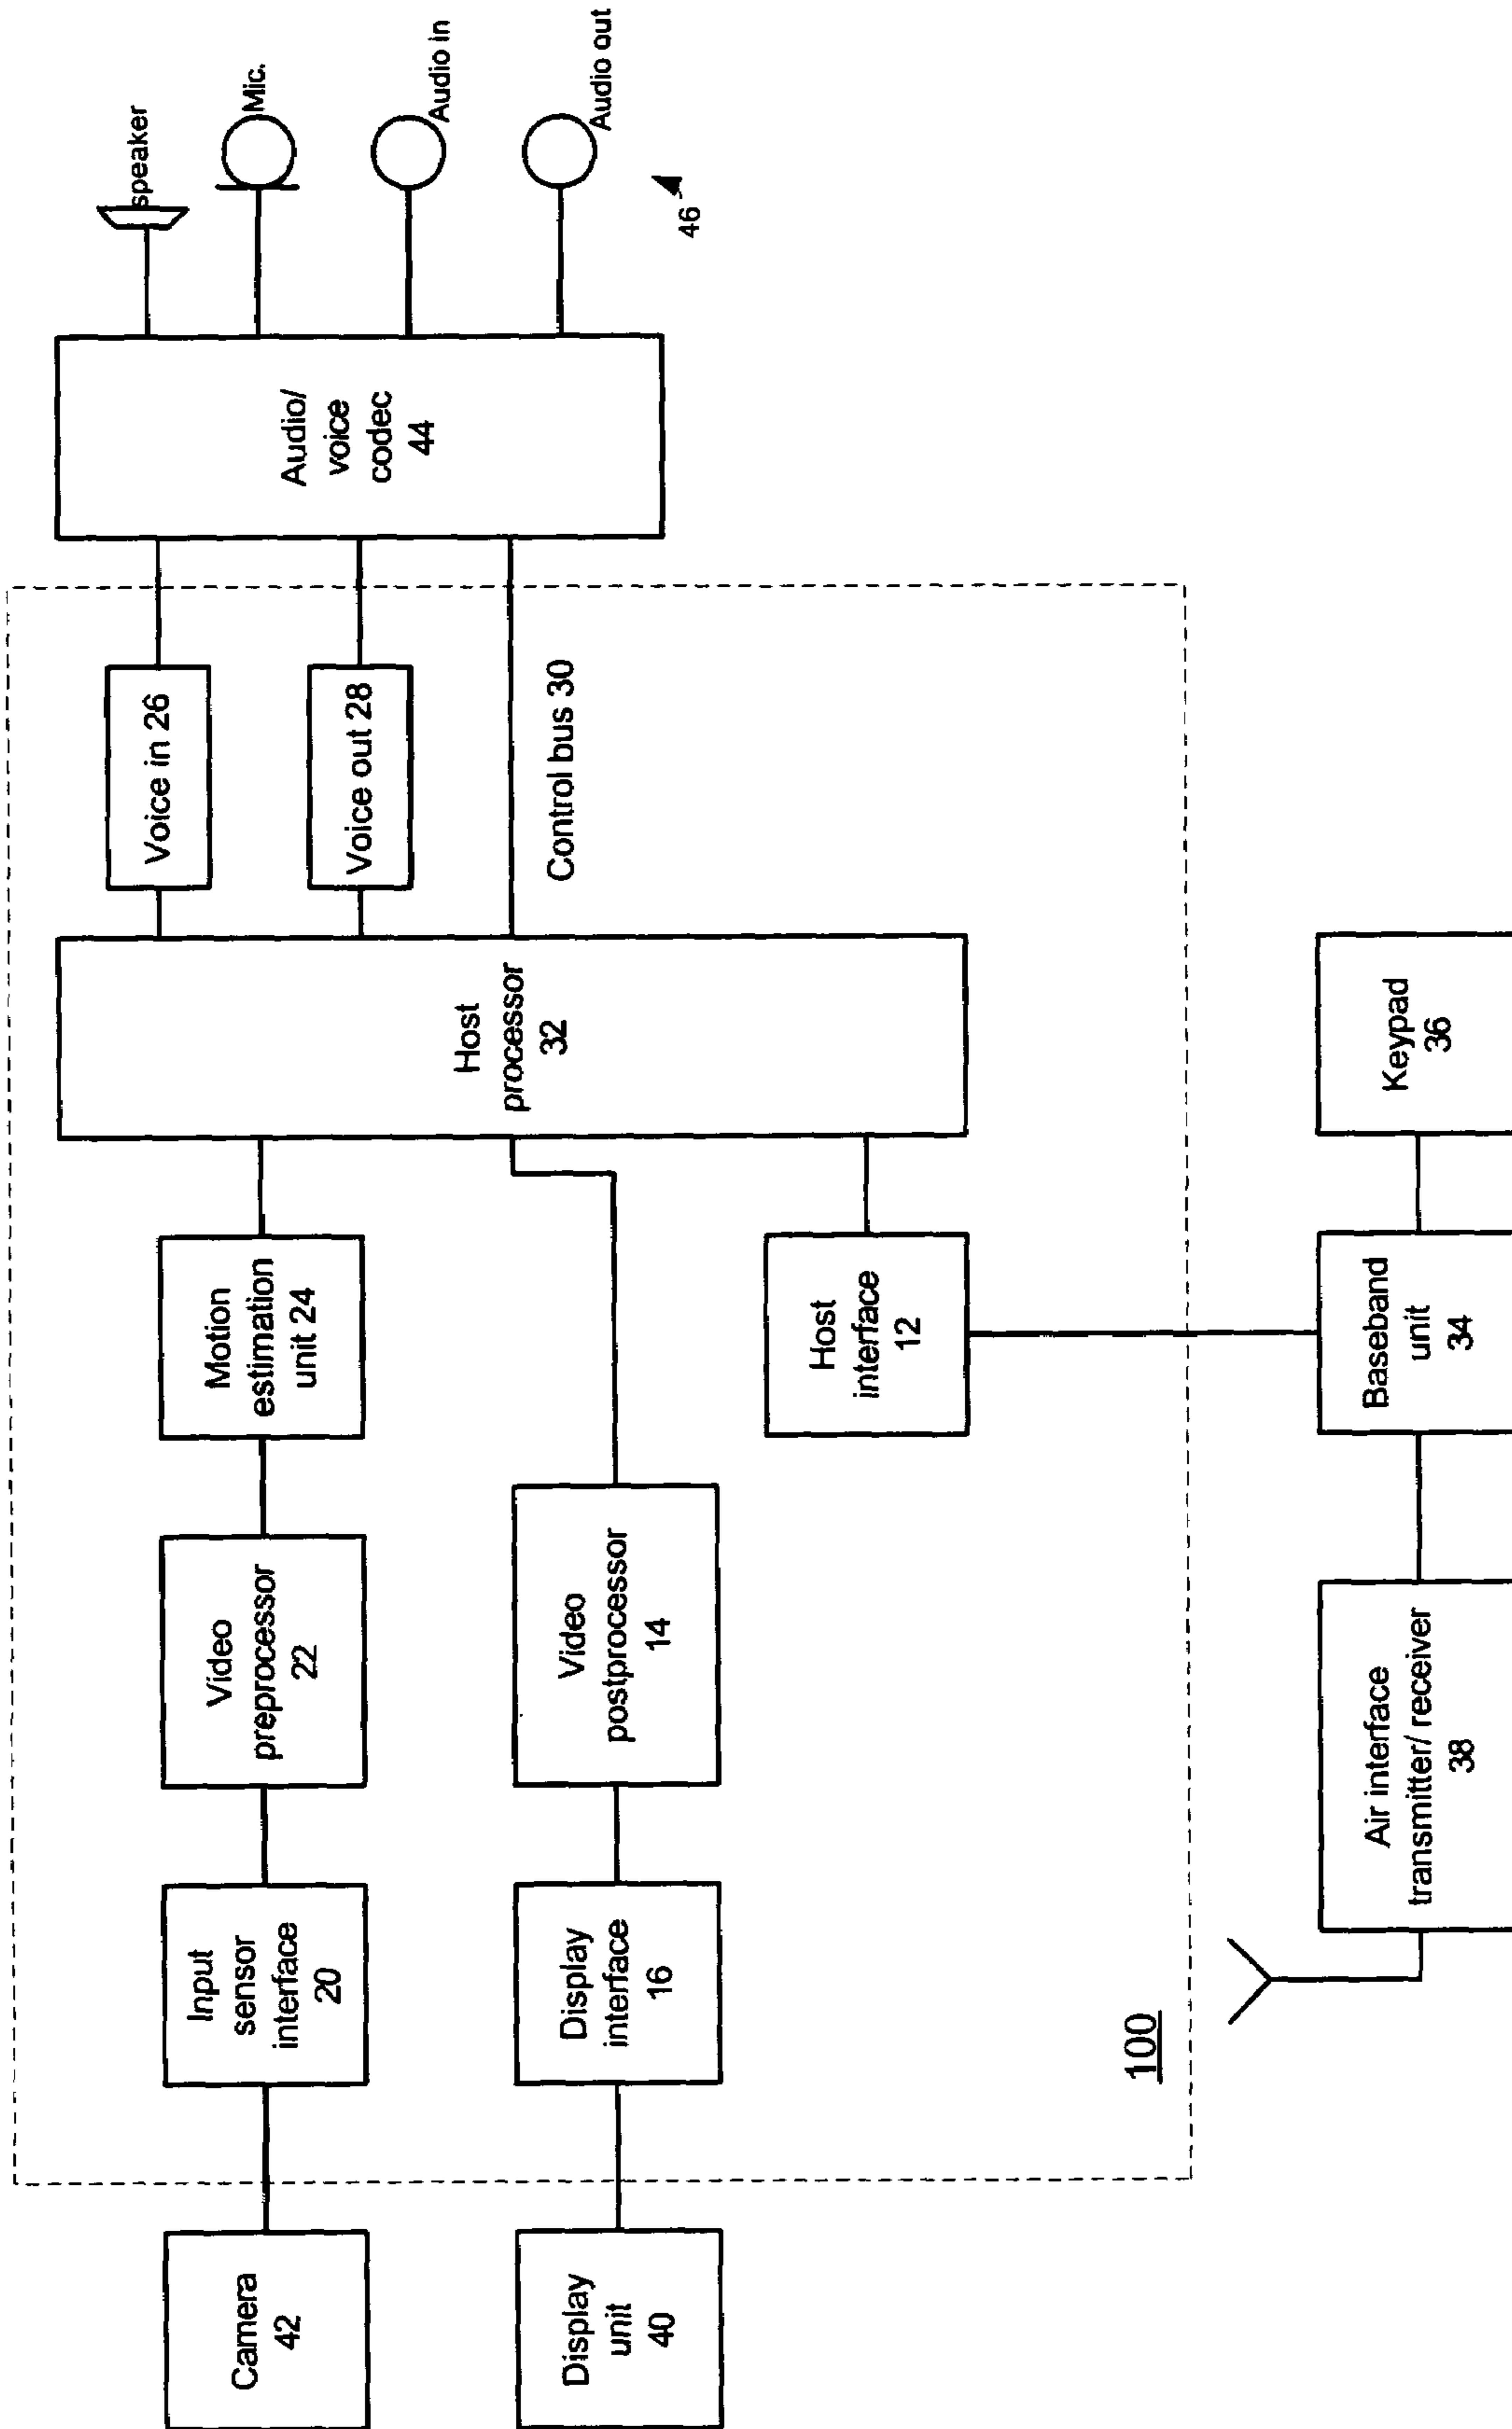 Camera
42
Input
sensor
interface
20
Video
preprocessor
22
Motion
estimation
unit 24
Host
processor
32
Voice in 26
Voice out 28
Control bus 30
Audio/
voice
codec
44
speaker
Mic.
Audio in
Audio out
46
Display
unit
40
Display
interface
16
Video
postprocessor
14
Host
interface
12
100
Air interface
transmitter/ receiver
38
Baseband
unit
34
Keypad
36